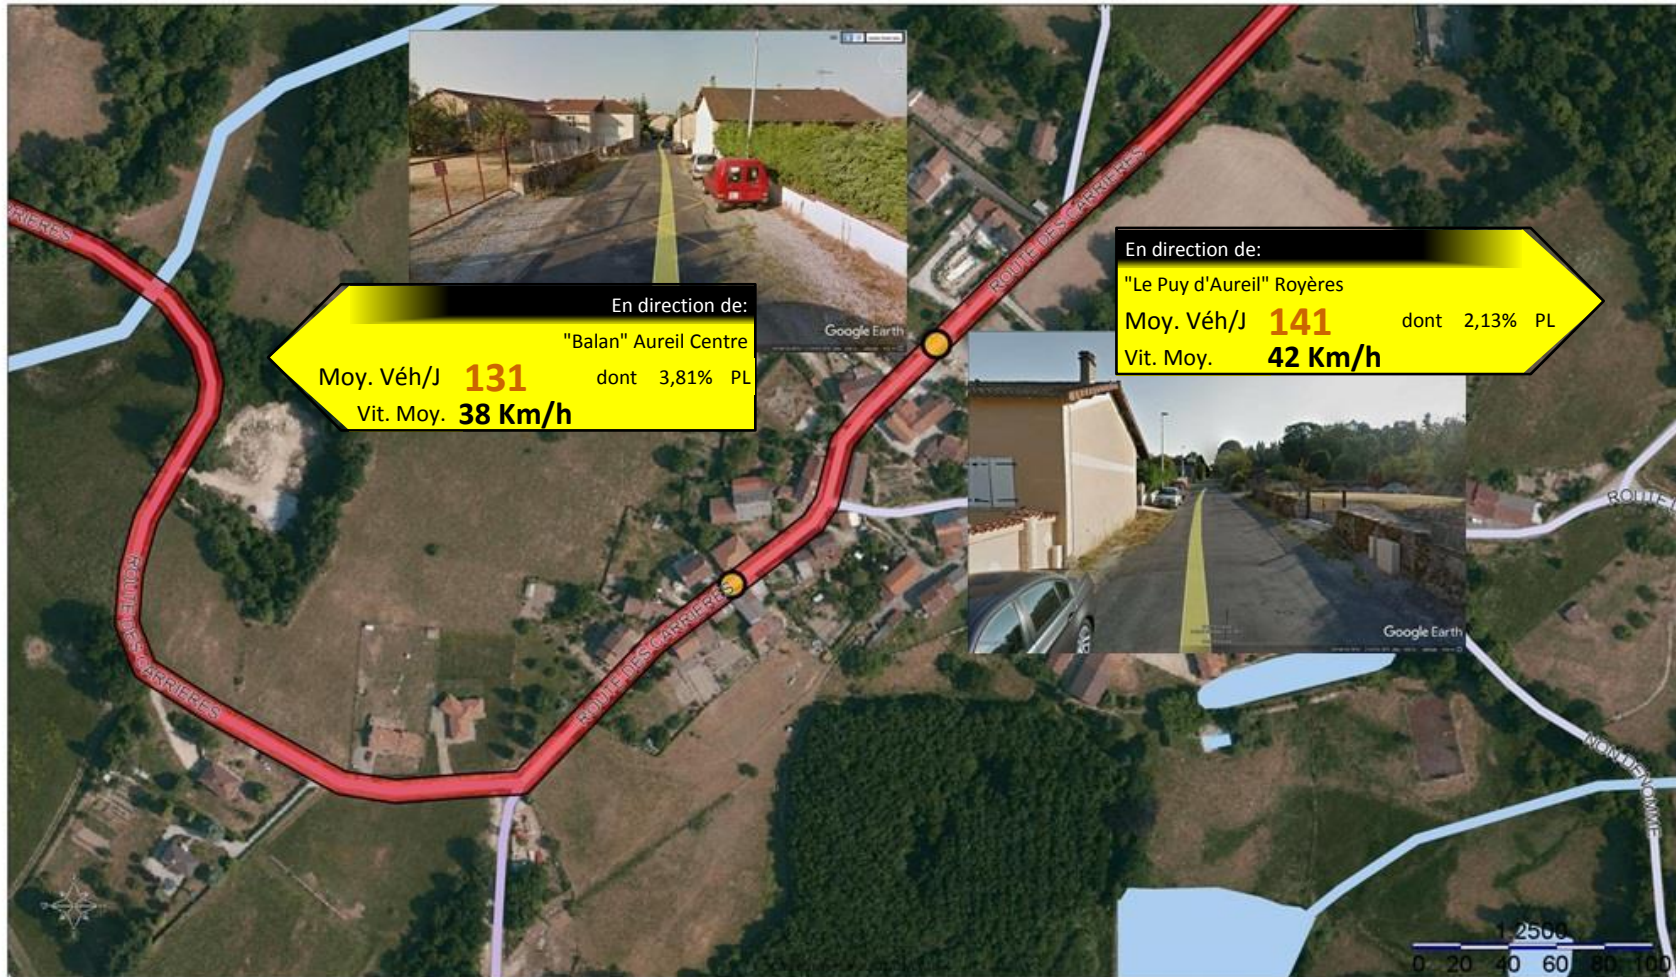 RIERES
ROUTE DES CARRIERES
Google Earth
En direction de:
"Le Puy d'Aureil" Royères
Moy. Véh/J 141 dont 2,13% PL
Vit. Moy. 42 Km/h
En direction de:
"Balan" Aureil Centre
Moy. Véh/J 131 dont 3,81% PL
Vit. Moy. 38 Km/h
ROUTE
ROUTE DES CARRIERES
ROUTE DES CARRIERES
Google Earth
NON DENOMME
1:2500
0 20 40 60 80 100